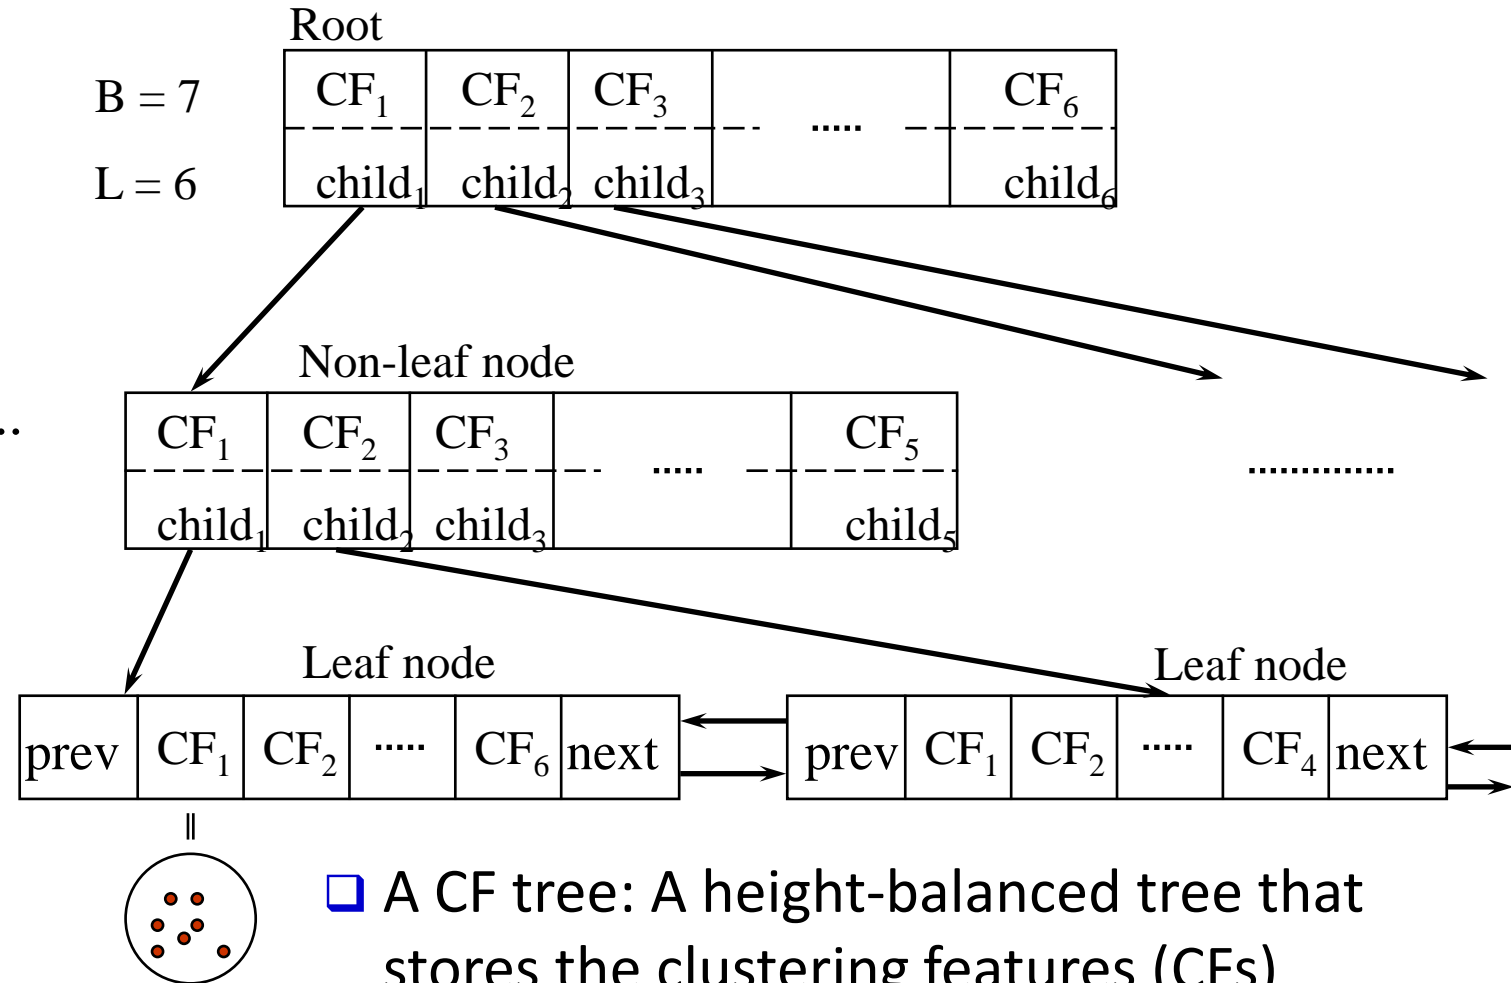 Root
B = 7
L = 6
CF₁ CF₂ CF₃ ..... CF₆
child₁ child₂ child₃ child₆
Non-leaf node
.. CF₁ CF₂ CF₃ ..... CF₅ ..............
child₁ child₂ child₃ child₅
Leaf node Leaf node
prev CF₁ CF₂ ..... CF₆ next prev CF₁ CF₂ ..... CF₄ next
A CF tree: A height-balanced tree that
stores the clustering features (CFs)